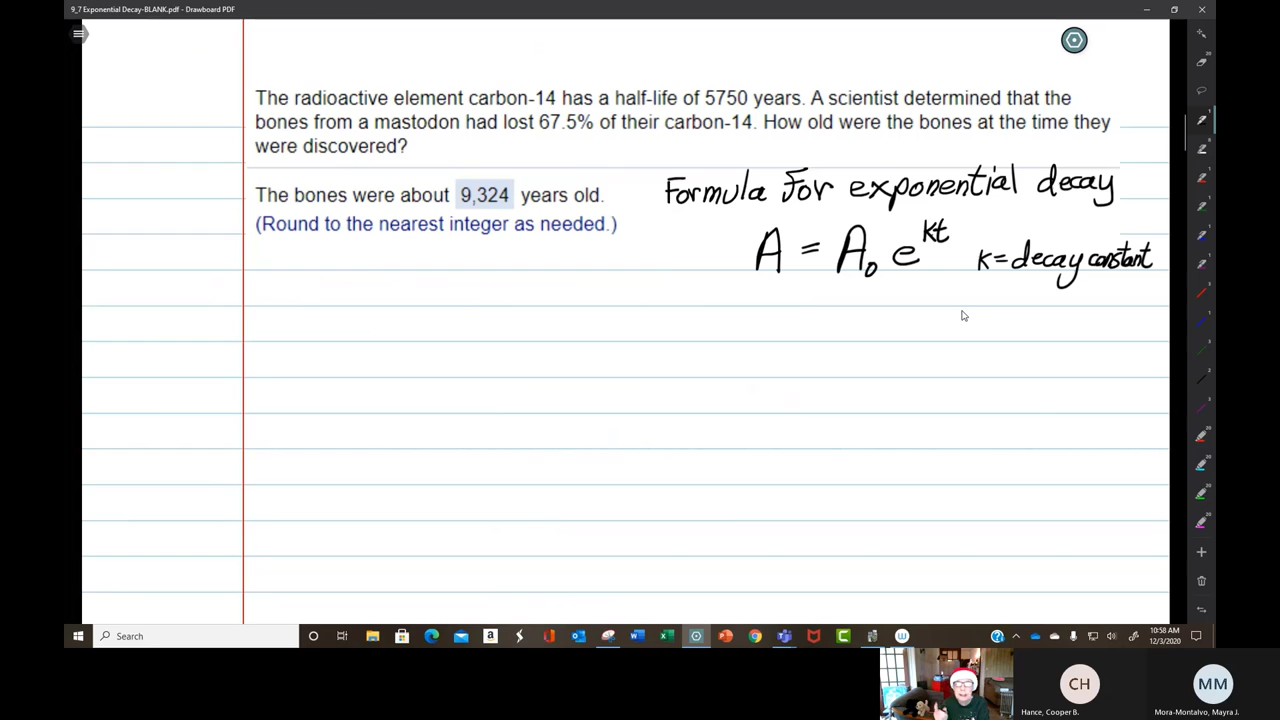 9_7 Exponential Decay-BLANK.pdf - Drawboard PDF
The radioactive element carbon-14 has a half-life of 5750 years. A scientist determined that the
bones from a mastodon had lost 67.5% of their carbon-14. How old were the bones at the time they
were discovered?
The bones were about 9,324 years old.
(Round to the nearest integer as needed.)
Formula For exponential decay
A = A₀ e^kt k = decay constant
Search
10:58 AM
12/3/2020
CH
MM
Hance, Cooper B.
Mora-Montalvo, Mayra J.